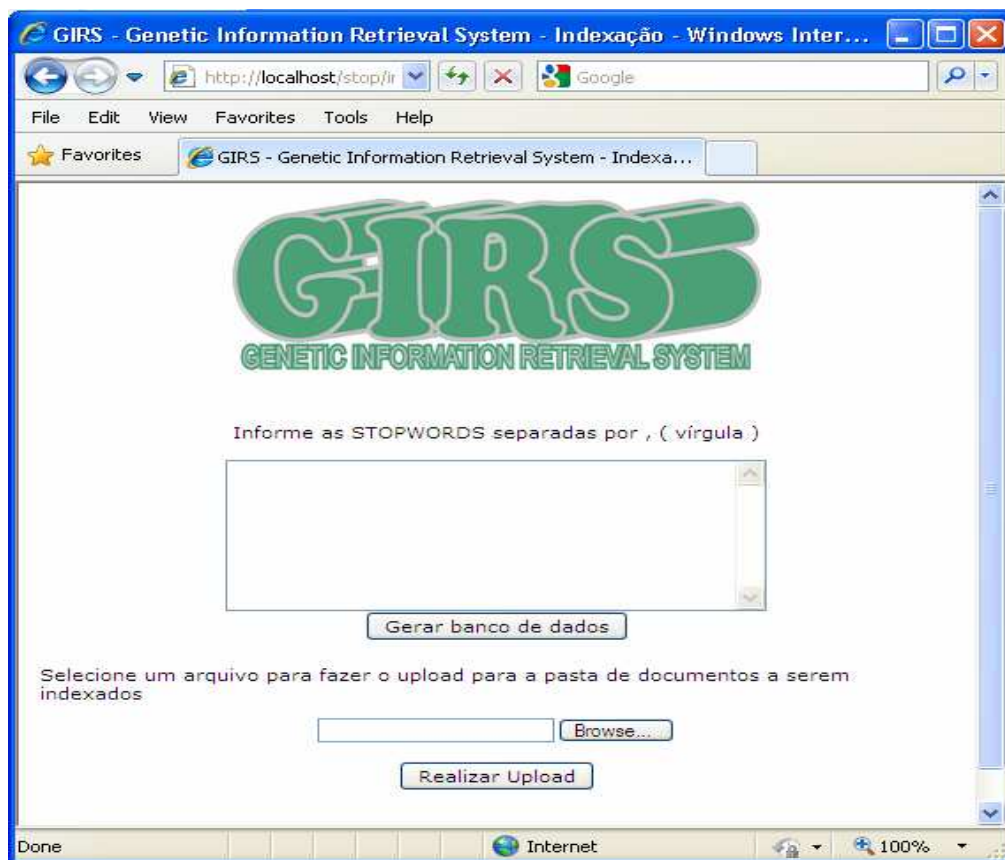 GIRS - Genetic Information Retrieval System - Indexação - Windows Inter...
http://localhost/stop/ir
Google
File Edit View Favorites Tools Help
Favorites
GIRS - Genetic Information Retrieval System - Indexa...
GIRS
GENETIC INFORMATION RETRIEVAL SYSTEM
Informe as STOPWORDS separadas por , ( vírgula )
Gerar banco de dados
Selecione um arquivo para fazer o upload para a pasta de documentos a serem
indexados
Browse...
Realizar Upload
Done
Internet
100%